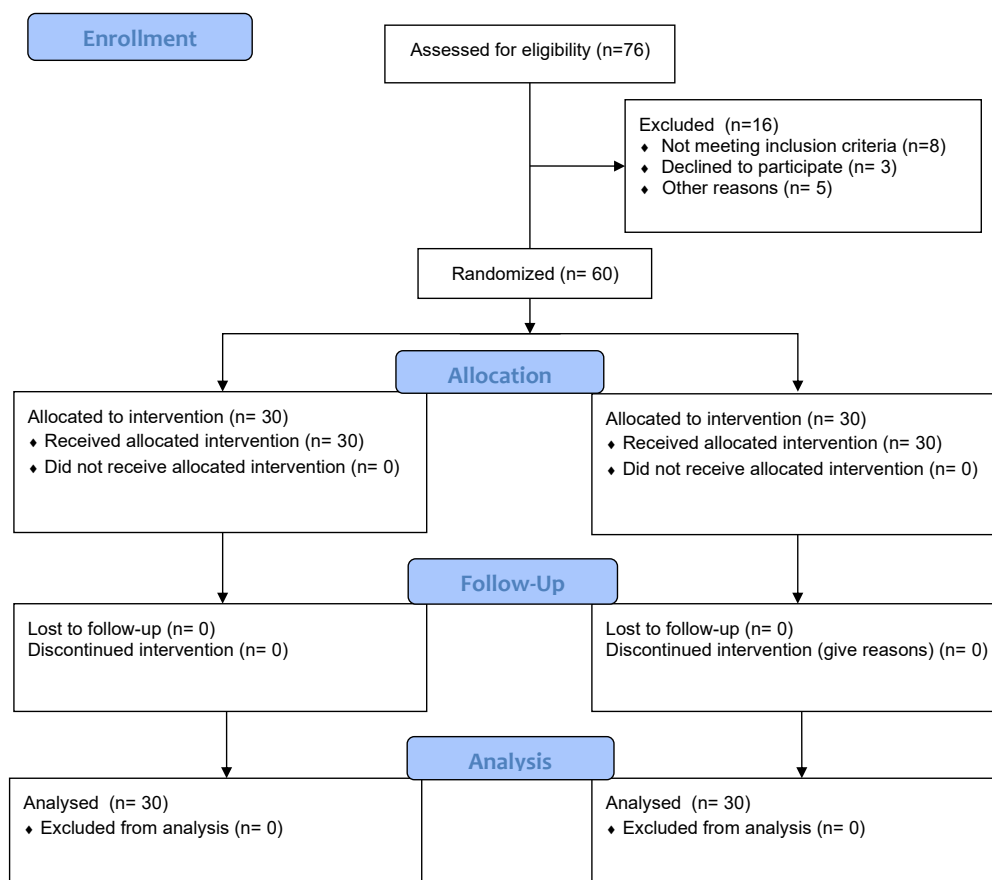 Enrollment
Assessed for eligibility (n=76)
Excluded (n=16)
♦ Not meeting inclusion criteria (n=8)
♦ Declined to participate (n= 3)
♦ Other reasons (n= 5)
Randomized (n= 60)
Allocation
Allocated to intervention (n= 30)
♦ Received allocated intervention (n= 30)
♦ Did not receive allocated intervention (n= 0)
Allocated to intervention (n= 30)
♦ Received allocated intervention (n= 30)
♦ Did not receive allocated intervention (n= 0)
Follow-Up
Lost to follow-up (n= 0)
Discontinued intervention (n= 0)
Lost to follow-up (n= 0)
Discontinued intervention (give reasons) (n= 0)
Analysis
Analysed (n= 30)
♦ Excluded from analysis (n= 0)
Analysed (n= 30)
♦ Excluded from analysis (n= 0)